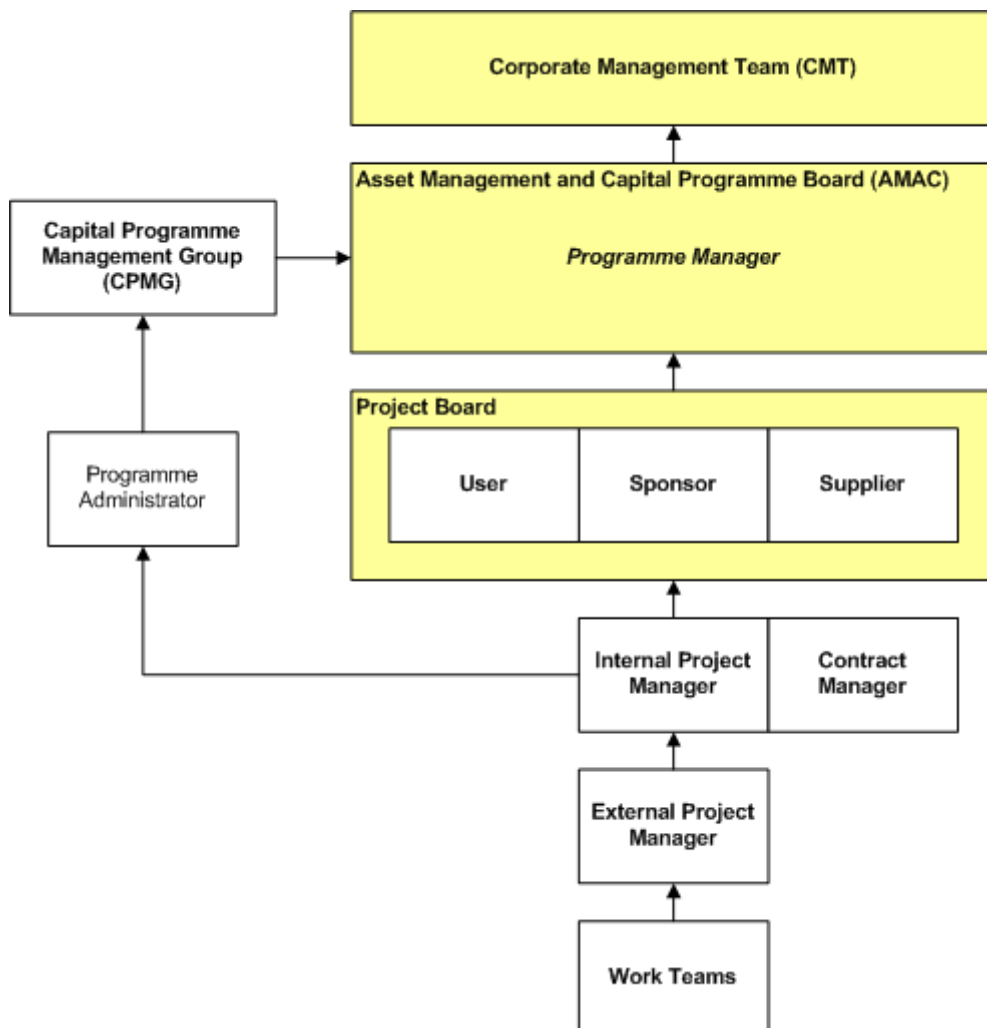 Corporate Management Team (CMT)
Asset Management and Capital Programme Board (AMAC)
Programme Manager
Capital Programme
Management Group
(CPMG)
Project Board
User
Sponsor
Supplier
Programme
Administrator
Internal Project
Manager
Contract
Manager
External Project
Manager
Work Teams